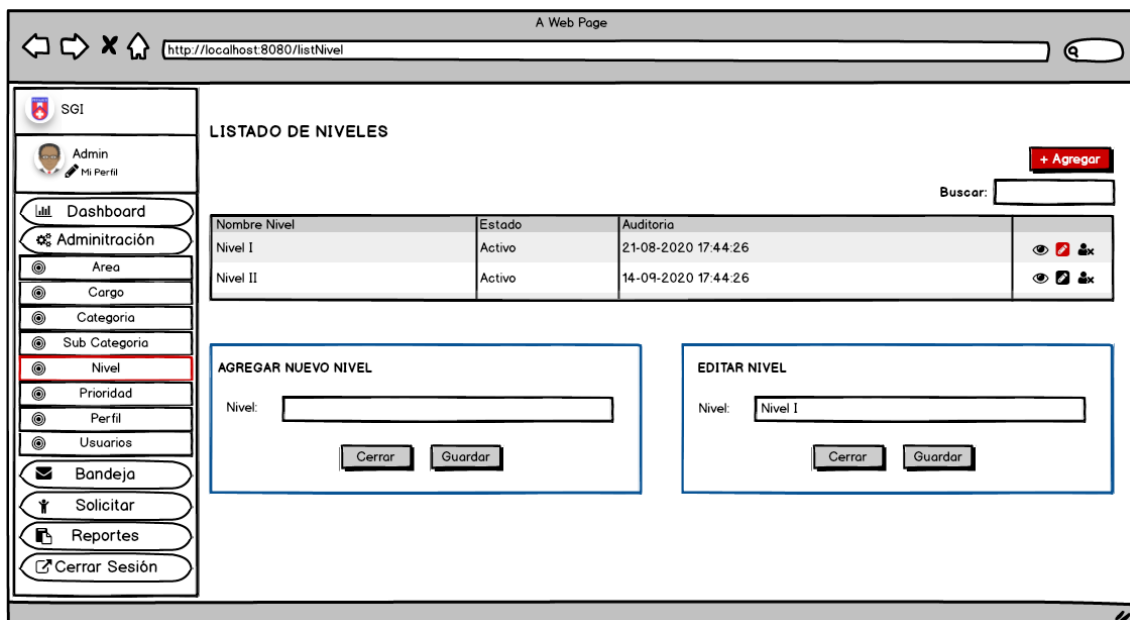 A Web Page
http://localhost:8080/listNivel
SGI
Admin
Mi Perfil
Dashboard
Adminitración
Area
Cargo
Categoria
Sub Categoria
Nivel
Prioridad
Perfil
Usuarios
Bandeja
Solicitar
Reportes
Cerrar Sesión
LISTADO DE NIVELES
+ Agregar
Buscar:
Nombre Nivel Estado Auditoria
Nivel I Activo 21-08-2020 17:44:26
Nivel II Activo 14-09-2020 17:44:26
AGREGAR NUEVO NIVEL
Nivel:
Cerrar Guardar
EDITAR NIVEL
Nivel: Nivel I
Cerrar Guardar